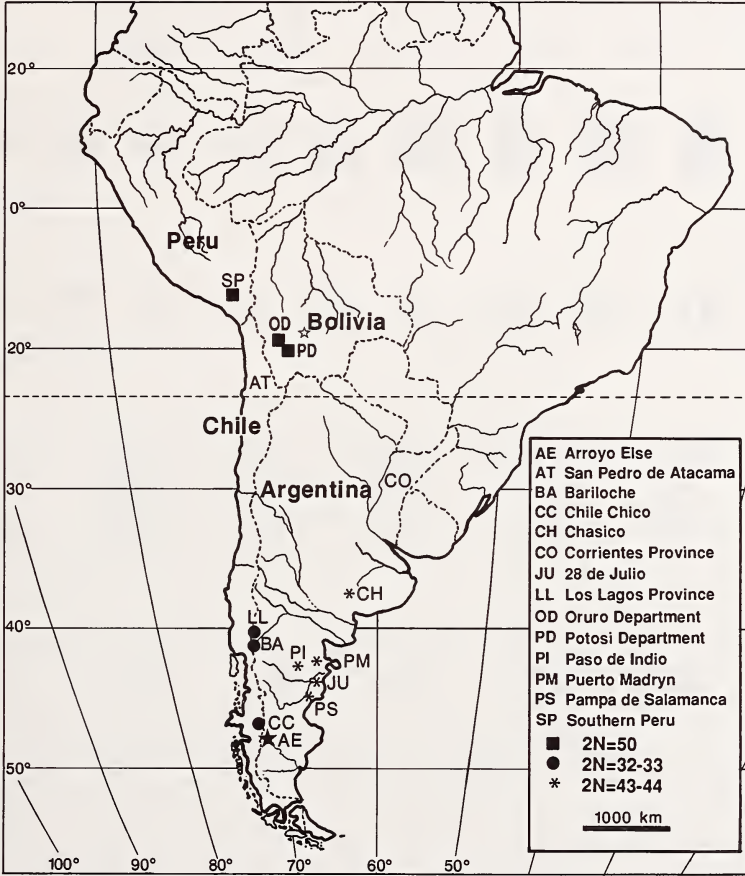 20°
0°
Peru
SP
OD
Bolivia
PD
20°
AT
Chile
AE Arroyo Else
AT San Pedro de Atacama
BA Bariloche
CC Chile Chico
CH Chasico
CO Corrientes Province
JU 28 de Julio
LL Los Lagos Province
OD Oruro Department
PD Potosi Department
PI Paso de Indio
PM Puerto Madryn
PS Pampa de Salamanca
SP Southern Peru
2N=50
2N=32-33
2N=43-44
1000 km
30°
Argentina
CO
CH
LL
40°
BA
PI
PM
JU
PS
CC
AE
50°
100°
90°
80°
70°
60°
50°